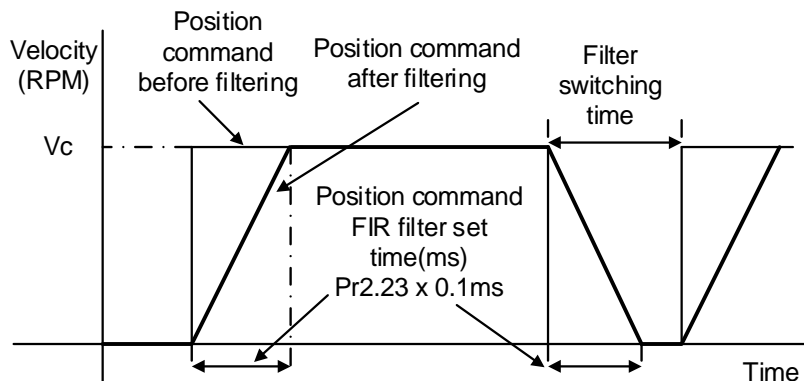 Velocity
(RPM)
Position
command
before filtering
Position command
after filtering
Filter
switching
time
Vc
Position command
FIR filter set
time(ms)
Pr2.23 x 0.1ms
Time